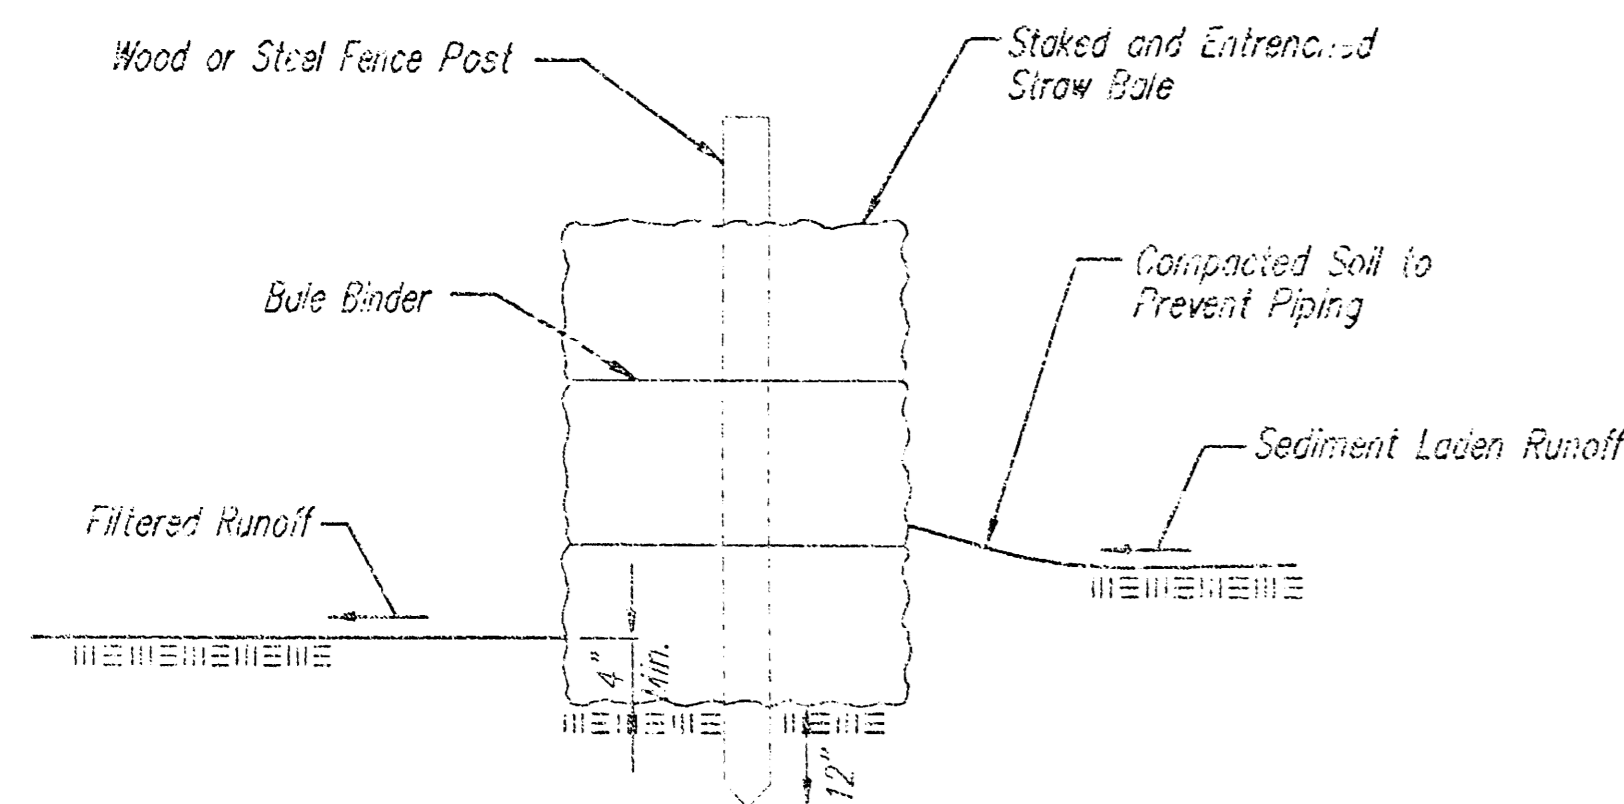 Wood or Steel Fence Post
Staked and Entrenched
Straw Bale
Bale Binder
Compacted Soil to
Prevent Piping
Sediment Laden Runoff
Filtered Runoff
4"
Min.
12"